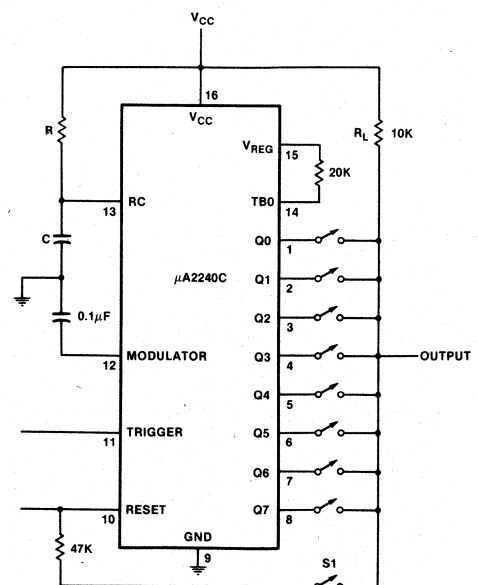 VCC
16
VCC
R
RL 10K
VREG
15
20K
13 RC
TB0
14
C
Q0
1
μA2240C
Q1
2
0.1μF
Q2
3
12 MODULATOR
Q3
4
OUTPUT
Q4
5
11 TRIGGER
Q5
6
Q6
7
10 RESET
Q7
8
GND
9
47K
S1